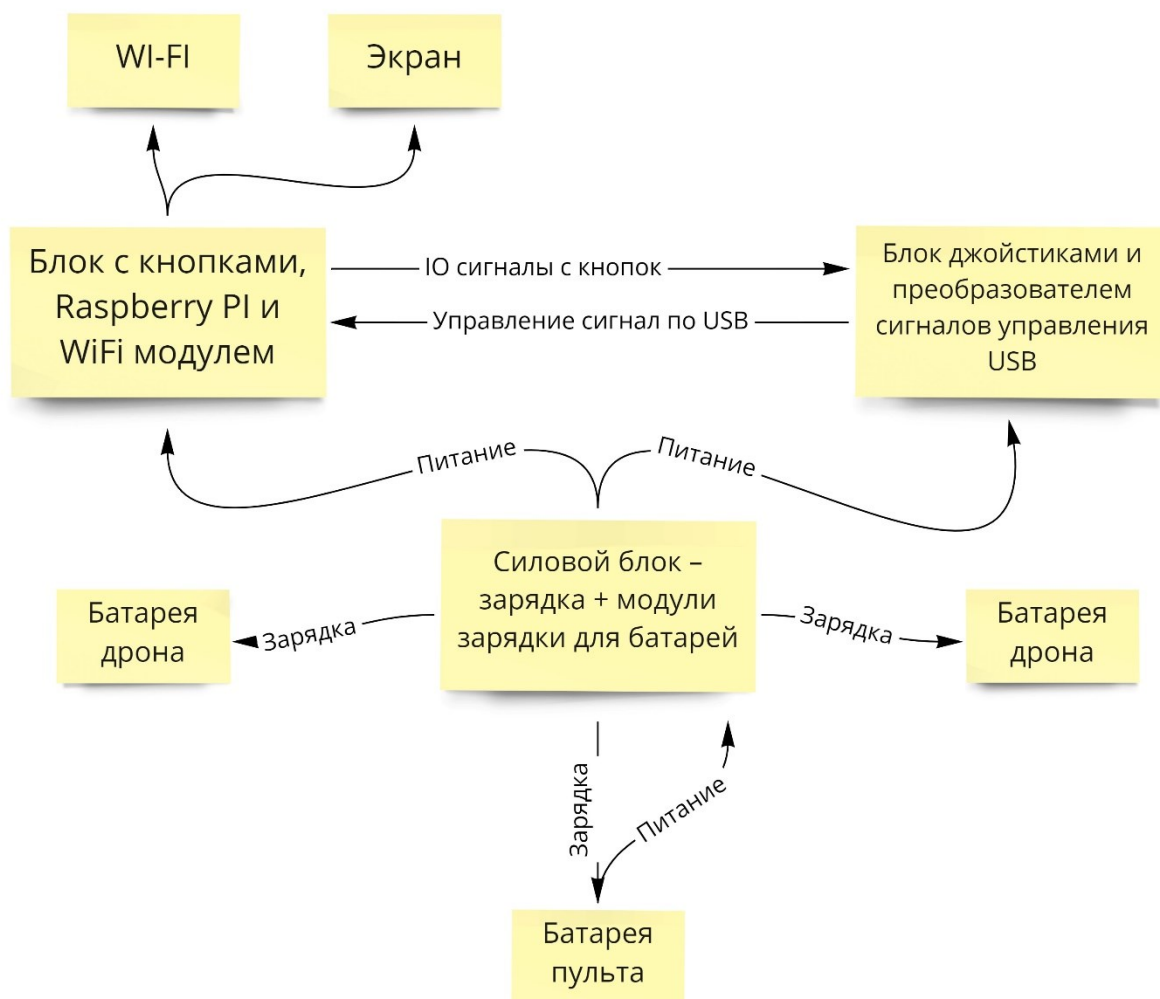 WI-FI
Экран
Блок с кнопками,
Raspberry PI и
WiFi модулем
IO сигналы с кнопок
Управление сигнал по USB
Блок джойстиками и
преобразователем
сигналов управления
USB
Питание
Питание
Силовой блок –
зарядка + модули
зарядки для батарей
Батарея
дрона
Зарядка
Зарядка
Батарея
дрона
Зарядка
Питание
Батарея
пульта